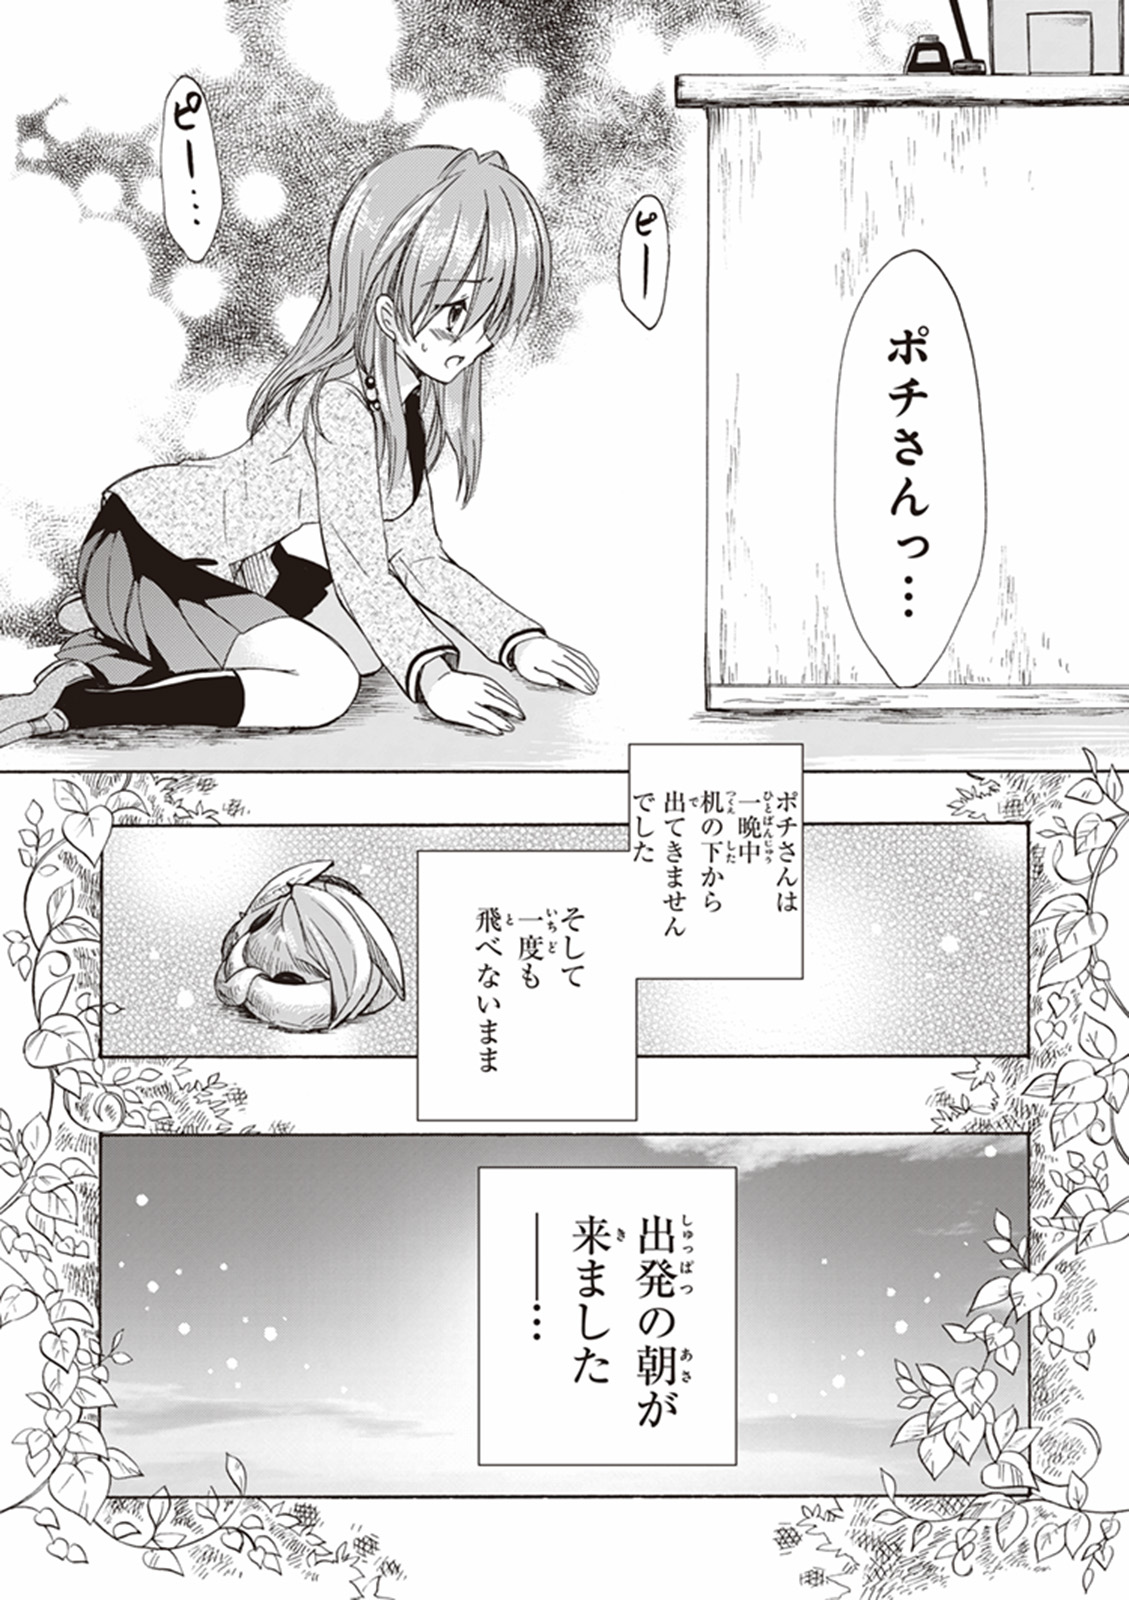 ポチさんっ…
ピー
ピー…
ポチさんは
一晩中
机の下から
出てきません
でした
そして
一度も
飛べないまま
出発の朝が
来ました
――…